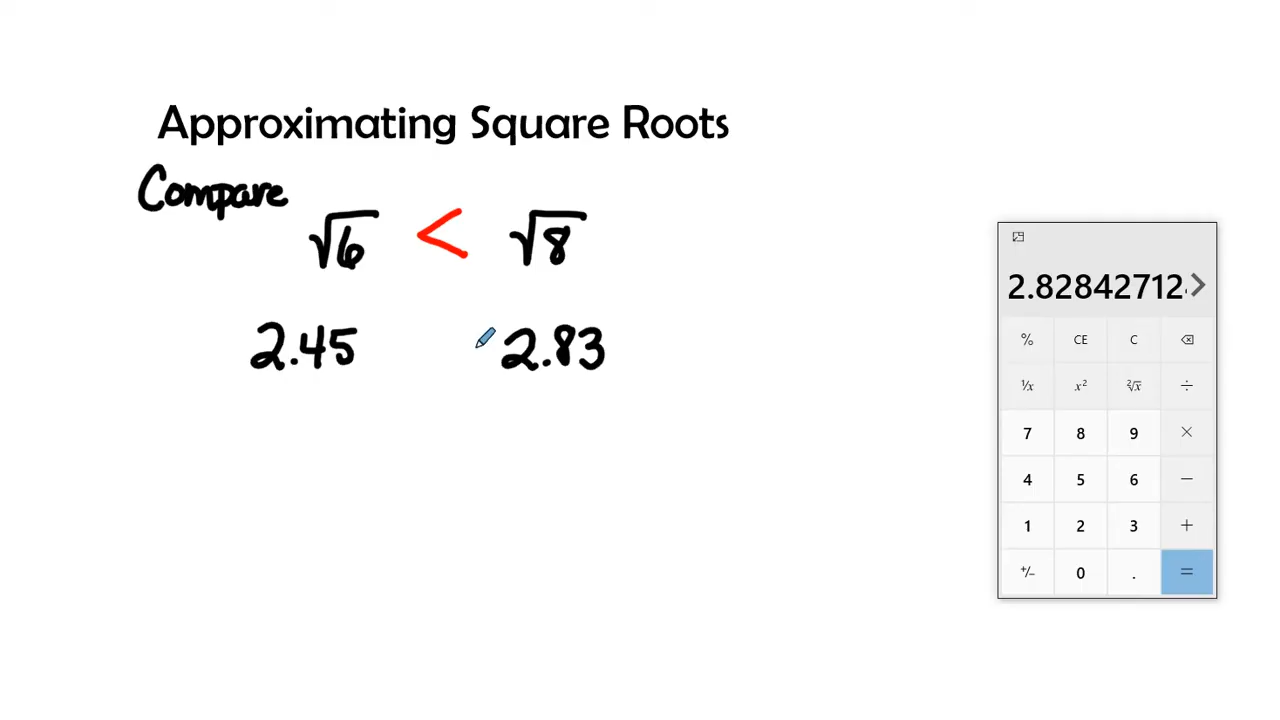 Approximating Square Roots
Compare
√6 < √8
2.45 2.83
2.828427124
% CE C ⌫
¹/x x² ²√x ÷
7 8 9 ×
4 5 6 −
1 2 3 +
+/− 0 . =